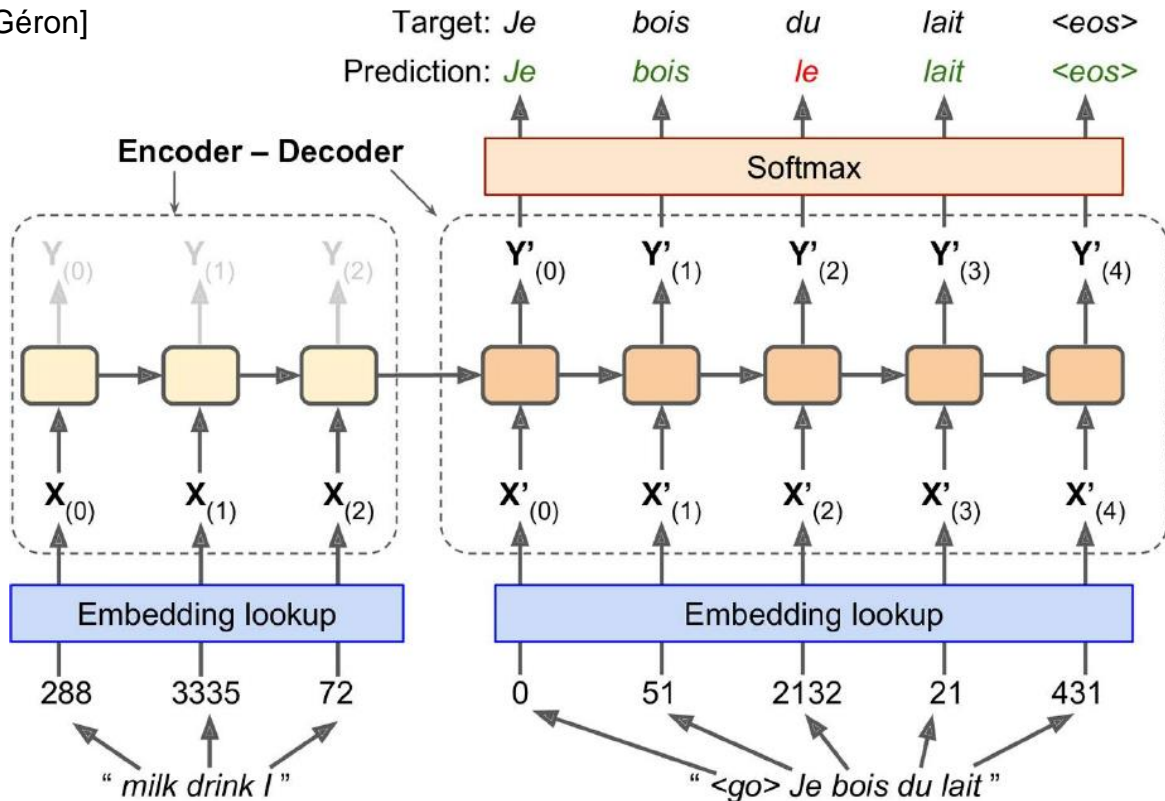 Géron]
Target: Je bois du lait <eos>
Prediction: Je bois le lait <eos>
Encoder – Decoder
Softmax
Y(0) Y(1) Y(2) Y’(0) Y’(1) Y’(2) Y’(3) Y’(4)
X(0) X(1) X(2) X’(0) X’(1) X’(2) X’(3) X’(4)
Embedding lookup Embedding lookup
288 3335 72 0 51 2132 21 431
“ milk drink I ” “ <go> Je bois du lait ”